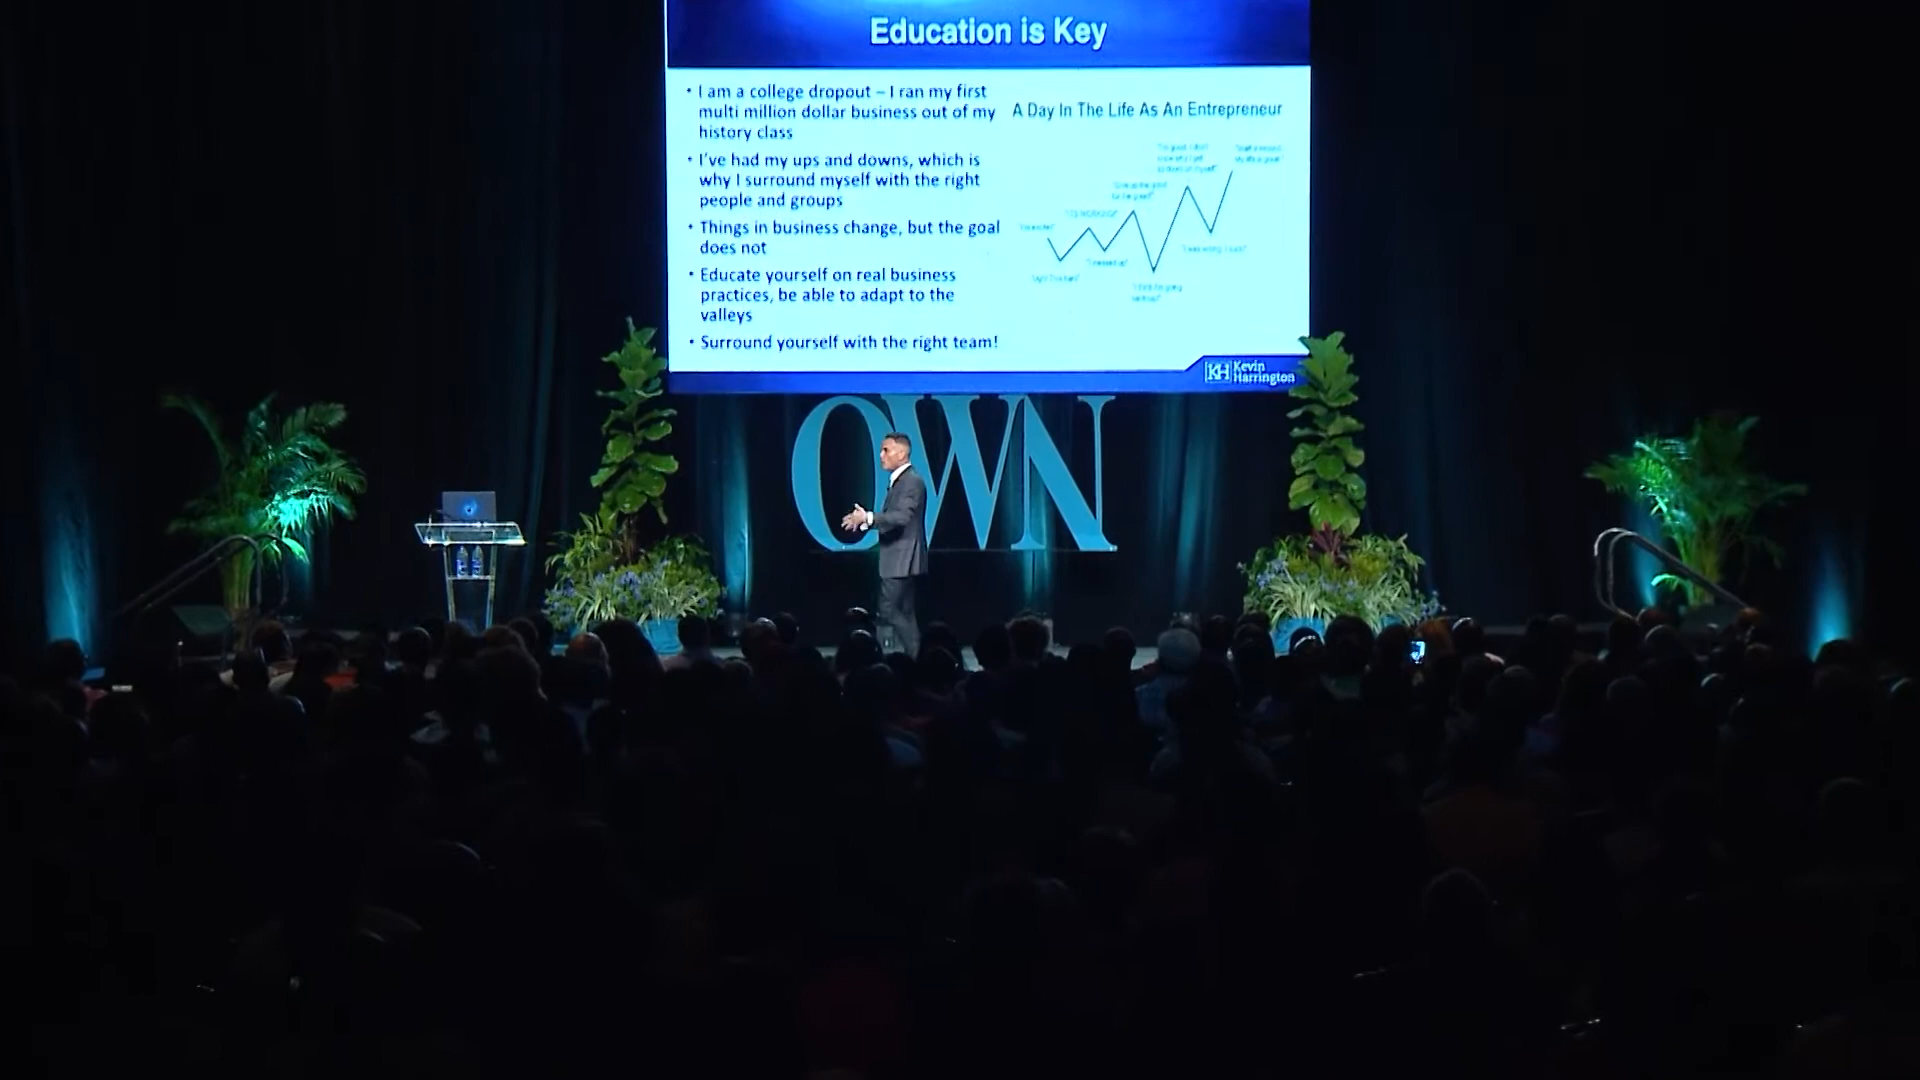 Education is Key
• I am a college dropout – I ran my first
multi million dollar business out of my
history class
• I've had my ups and downs, which is
why I surround myself with the right
people and groups
• Things in business change, but the goal
does not
• Educate yourself on real business
practices, be able to adapt to the
valleys
• Surround yourself with the right team!
A Day In The Life As An Entrepreneur
KH Kevin
Harrington
OWN